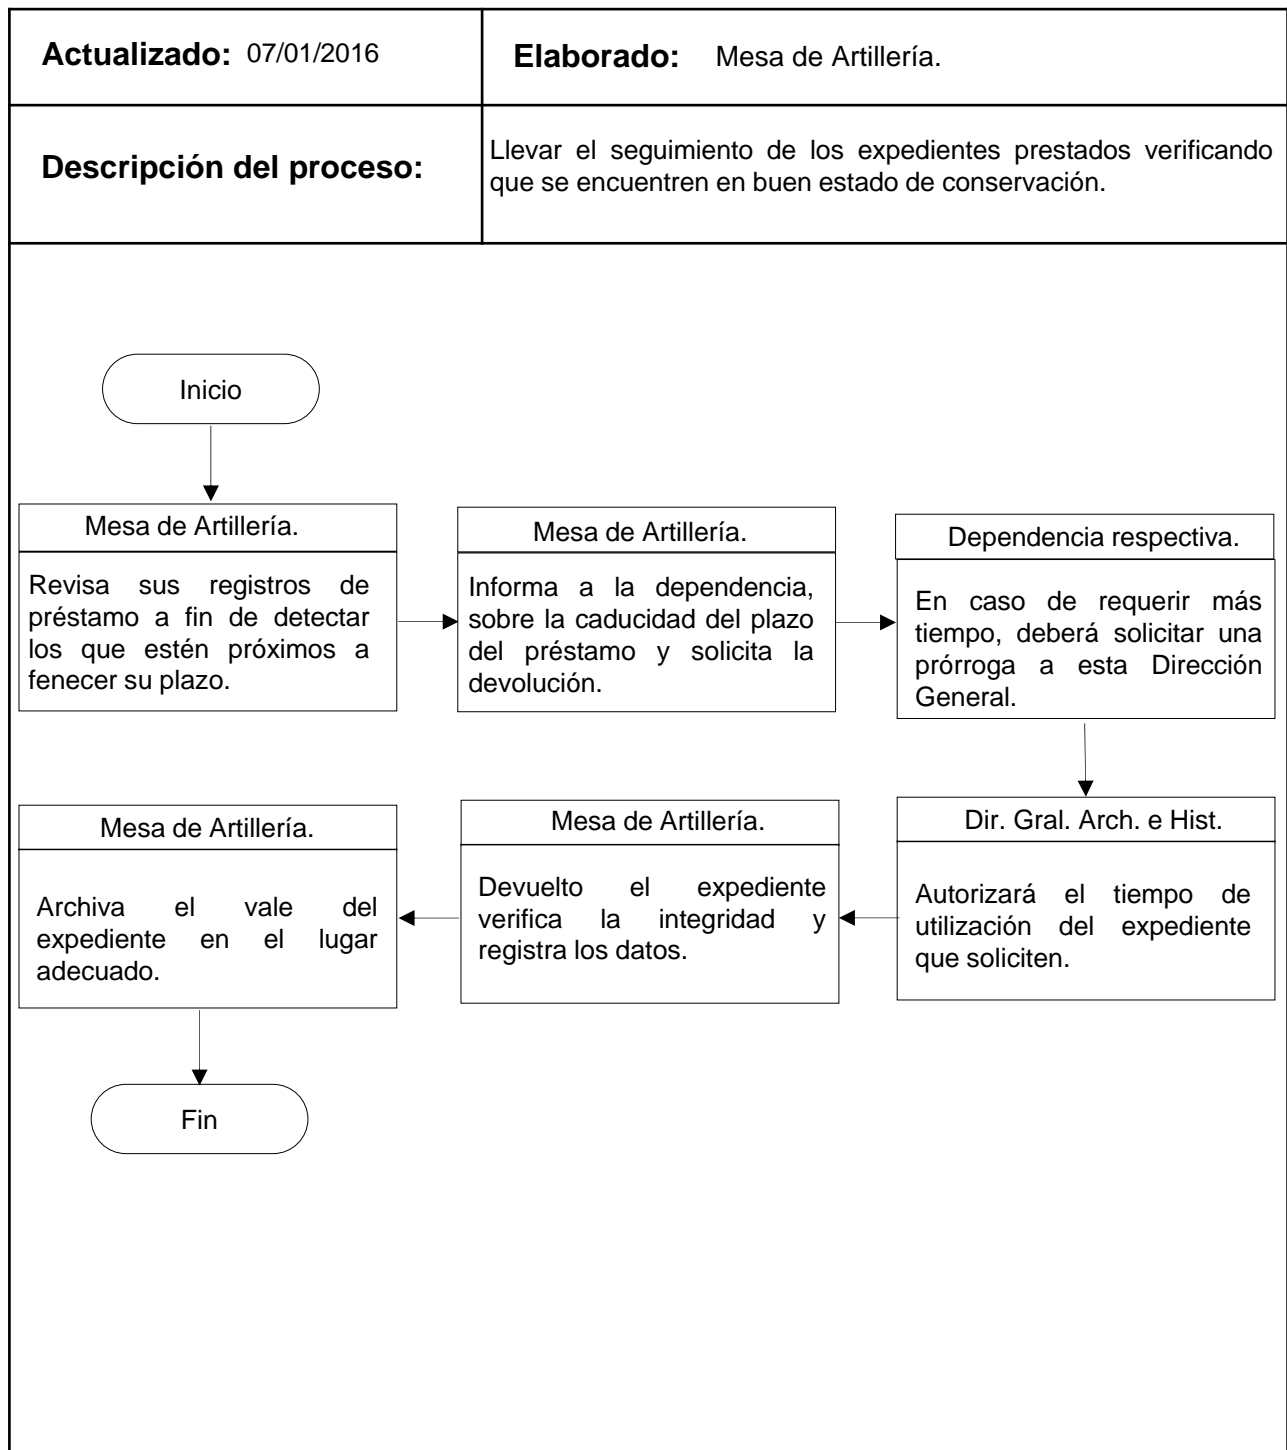 Actualizado: 07/01/2016
Elaborado: Mesa de Artillería.
Descripción del proceso:
Llevar el seguimiento de los expedientes prestados verificando
que se encuentren en buen estado de conservación.
Inicio
Mesa de Artillería.
Revisa sus registros de
préstamo a fin de detectar
los que estén próximos a
fenecer su plazo.
Mesa de Artillería.
Informa a la dependencia,
sobre la caducidad del plazo
del préstamo y solicita la
devolución.
Dependencia respectiva.
En caso de requerir más
tiempo, deberá solicitar una
prórroga a esta Dirección
General.
Dir. Gral. Arch. e Hist.
Autorizará el tiempo de
utilización del expediente
que soliciten.
Mesa de Artillería.
Devuelto el expediente
verifica la integridad y
registra los datos.
Mesa de Artillería.
Archiva el vale del
expediente en el lugar
adecuado.
Fin